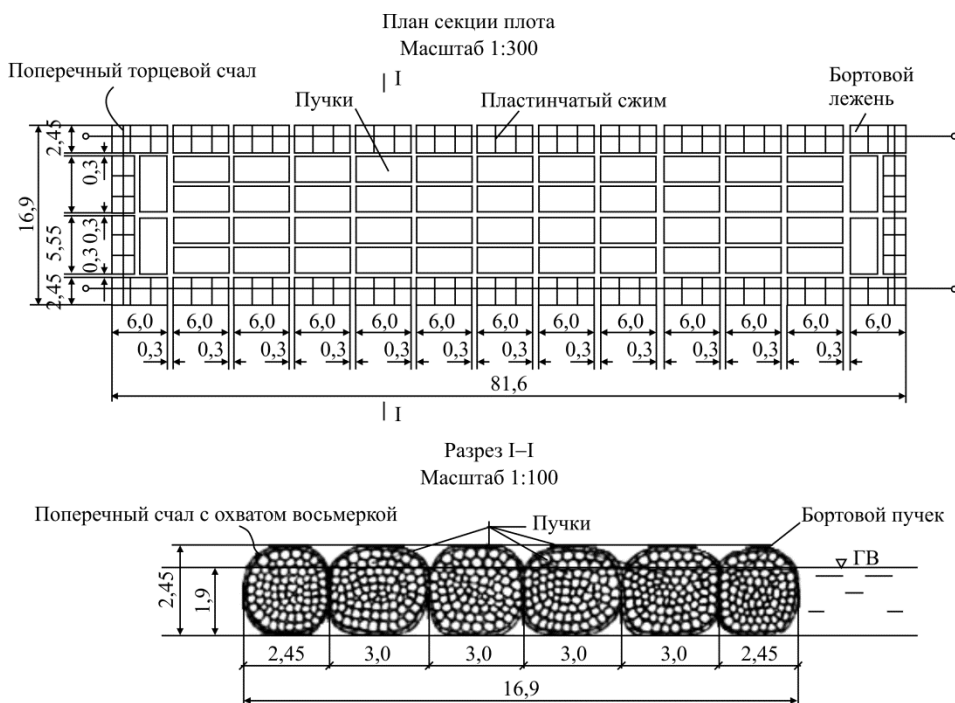 План секции плота
Масштаб 1:300
Поперечный торцевой счал
I
Пучки
Пластинчатый сжим
Бортовой
лежень
2,45
0,3
16,9
5,55
0,3
0,3
2,45
6,0 6,0 6,0 6,0 6,0 6,0 6,0 6,0 6,0 6,0 6,0 6,0 6,0
0,3 0,3 0,3 0,3 0,3 0,3 0,3 0,3 0,3 0,3 0,3 0,3
81,6
I
Разрез I–I
Масштаб 1:100
Поперечный счал с охватом восьмеркой
Пучки
Бортовой пучек
ГВ
2,45
1,9
2,45 3,0 3,0 3,0 3,0 2,45
16,9